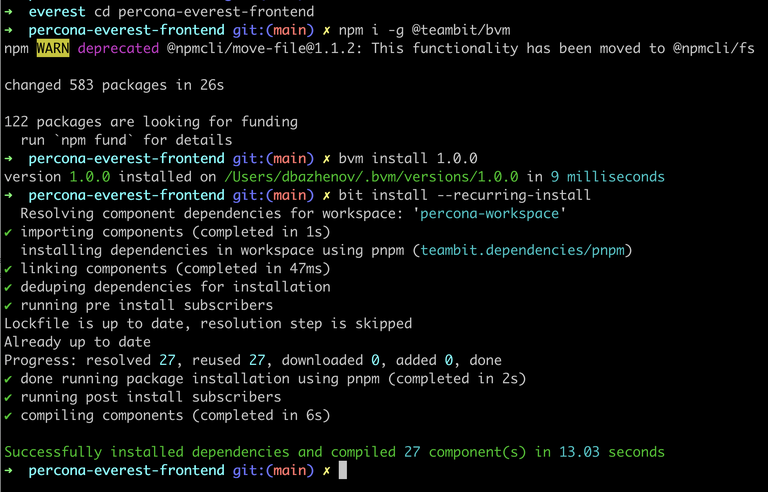 ➜  everest cd percona-everest-frontend
➜  percona-everest-frontend git:(main) ✗ npm i -g @teambit/bvm
npm WARN deprecated @npmcli/move-file@1.1.2: This functionality has been moved to @npmcli/fs
changed 583 packages in 26s
122 packages are looking for funding
  run `npm fund` for details
➜  percona-everest-frontend git:(main) ✗ bvm install 1.0.0
version 1.0.0 installed on /Users/dbazhenov/.bvm/versions/1.0.0 in 9 milliseconds
➜  percona-everest-frontend git:(main) ✗ bit install --recurring-install
  Resolving component dependencies for workspace: 'percona-workspace'
✔ importing components (completed in 1s)
  installing dependencies in workspace using pnpm (teambit.dependencies/pnpm)
✔ linking components (completed in 47ms)
✔ deduping dependencies for installation
✔ running pre install subscribers
Lockfile is up to date, resolution step is skipped
Already up to date
Progress: resolved 27, reused 27, downloaded 0, added 0, done
✔ done running package installation using pnpm (completed in 2s)
✔ running post install subscribers
✔ compiling components (completed in 6s)
Successfully installed dependencies and compiled 27 component(s) in 13.03 seconds
➜  percona-everest-frontend git:(main) ✗